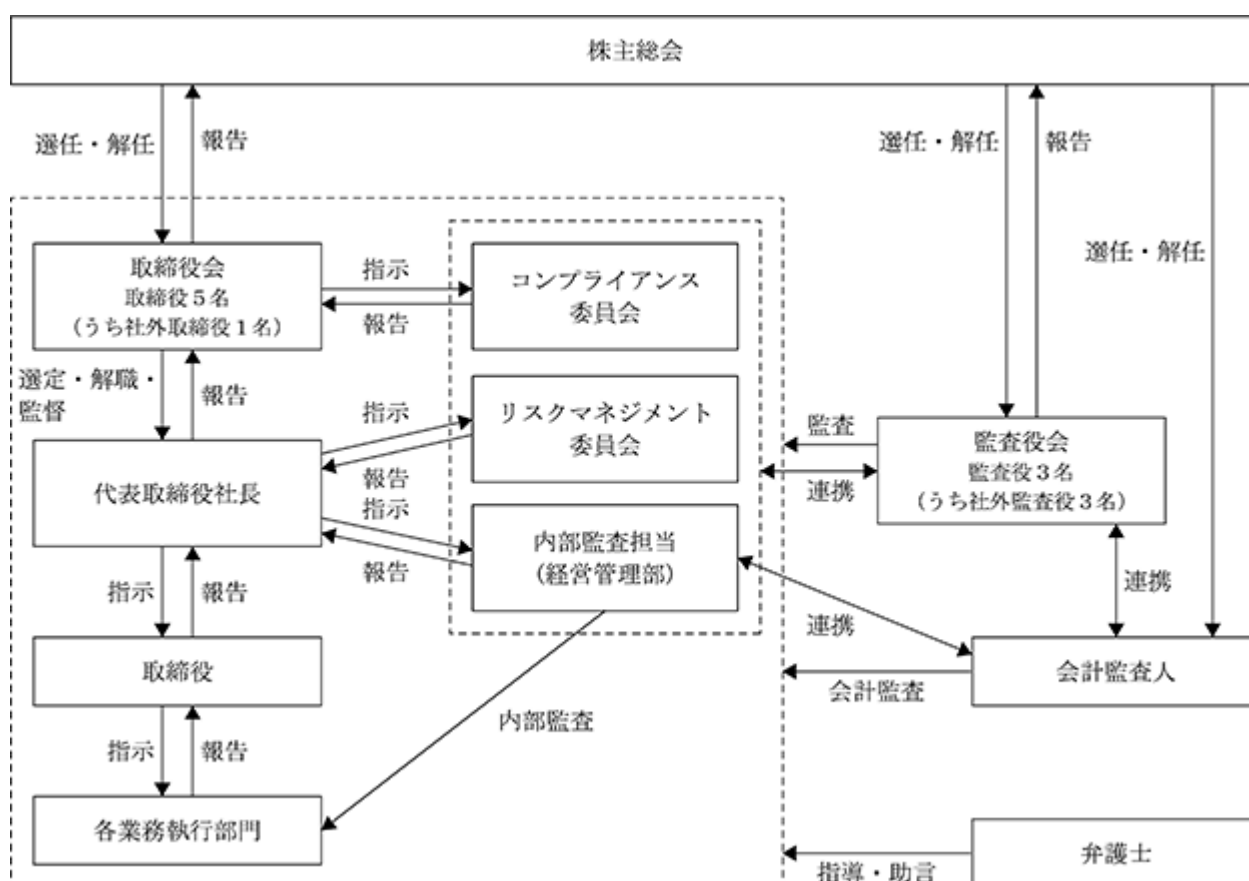 株主総会
選任・解任
報告
選任・解任
報告
選任・解任
取締役会
取締役5名
(うち社外取締役1名)
指示
報告
コンプライアンス
委員会
選定・解職・
監督
報告
指示
報告
リスクマネジメント
委員会
監査
連携
監査役会
監査役3名
(うち社外監査役3名)
代表取締役社長
指示
報告
内部監査担当
(経営管理部)
連携
連携
指示
報告
取締役
会計監査
会計監査人
内部監査
指示
報告
各業務執行部門
指導・助言
弁護士